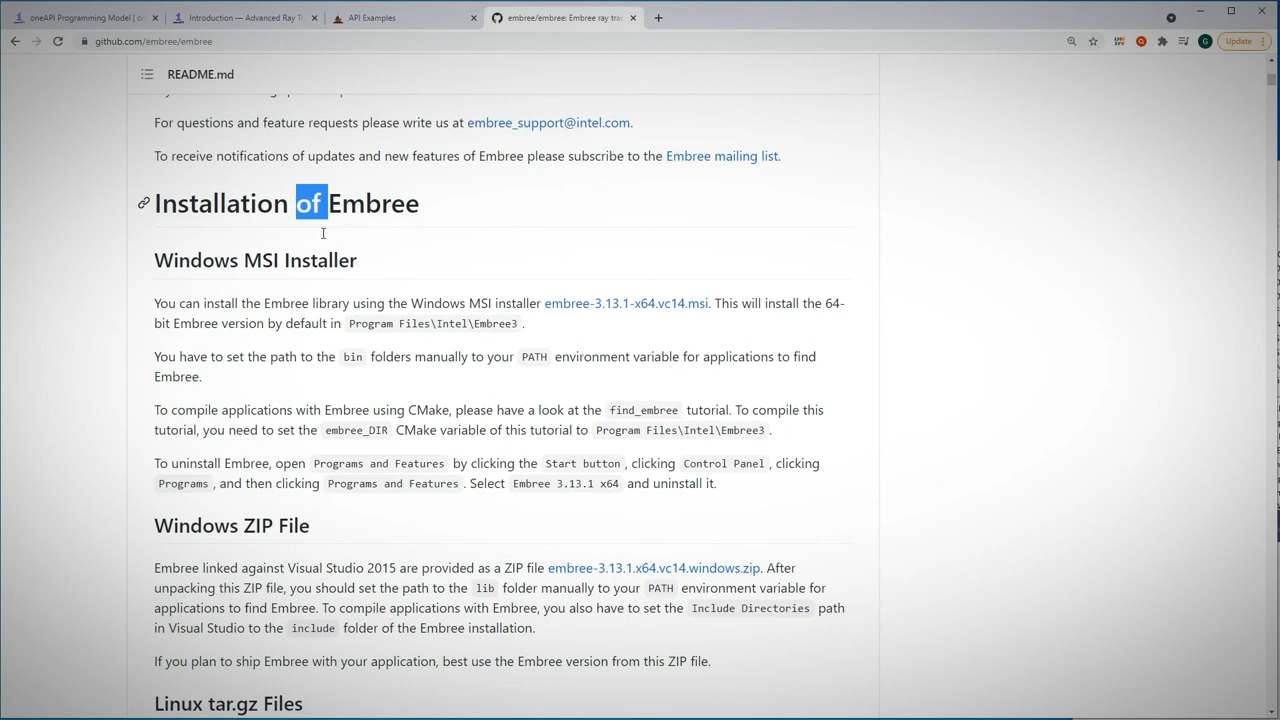 oneAPI Programming Model | on
Introduction — Advanced Ray Tr
API Examples
embree/embree: Embree ray trac
github.com/embree/embree
G
Update
README.md
For questions and feature requests please write us at embree_support@intel.com.
To receive notifications of updates and new features of Embree please subscribe to the Embree mailing list.
Installation of Embree
Windows MSI Installer
You can install the Embree library using the Windows MSI installer embree-3.13.1-x64.vc14.msi. This will install the 64-
bit Embree version by default in Program Files\Intel\Embree3 .
You have to set the path to the bin folders manually to your PATH environment variable for applications to find
Embree.
To compile applications with Embree using CMake, please have a look at the find_embree tutorial. To compile this
tutorial, you need to set the embree_DIR CMake variable of this tutorial to Program Files\Intel\Embree3 .
To uninstall Embree, open Programs and Features by clicking the Start button , clicking Control Panel , clicking
Programs , and then clicking Programs and Features . Select Embree 3.13.1 x64 and uninstall it.
Windows ZIP File
Embree linked against Visual Studio 2015 are provided as a ZIP file embree-3.13.1.x64.vc14.windows.zip. After
unpacking this ZIP file, you should set the path to the lib folder manually to your PATH environment variable for
applications to find Embree. To compile applications with Embree, you also have to set the Include Directories path
in Visual Studio to the include folder of the Embree installation.
If you plan to ship Embree with your application, best use the Embree version from this ZIP file.
Linux tar.gz Files